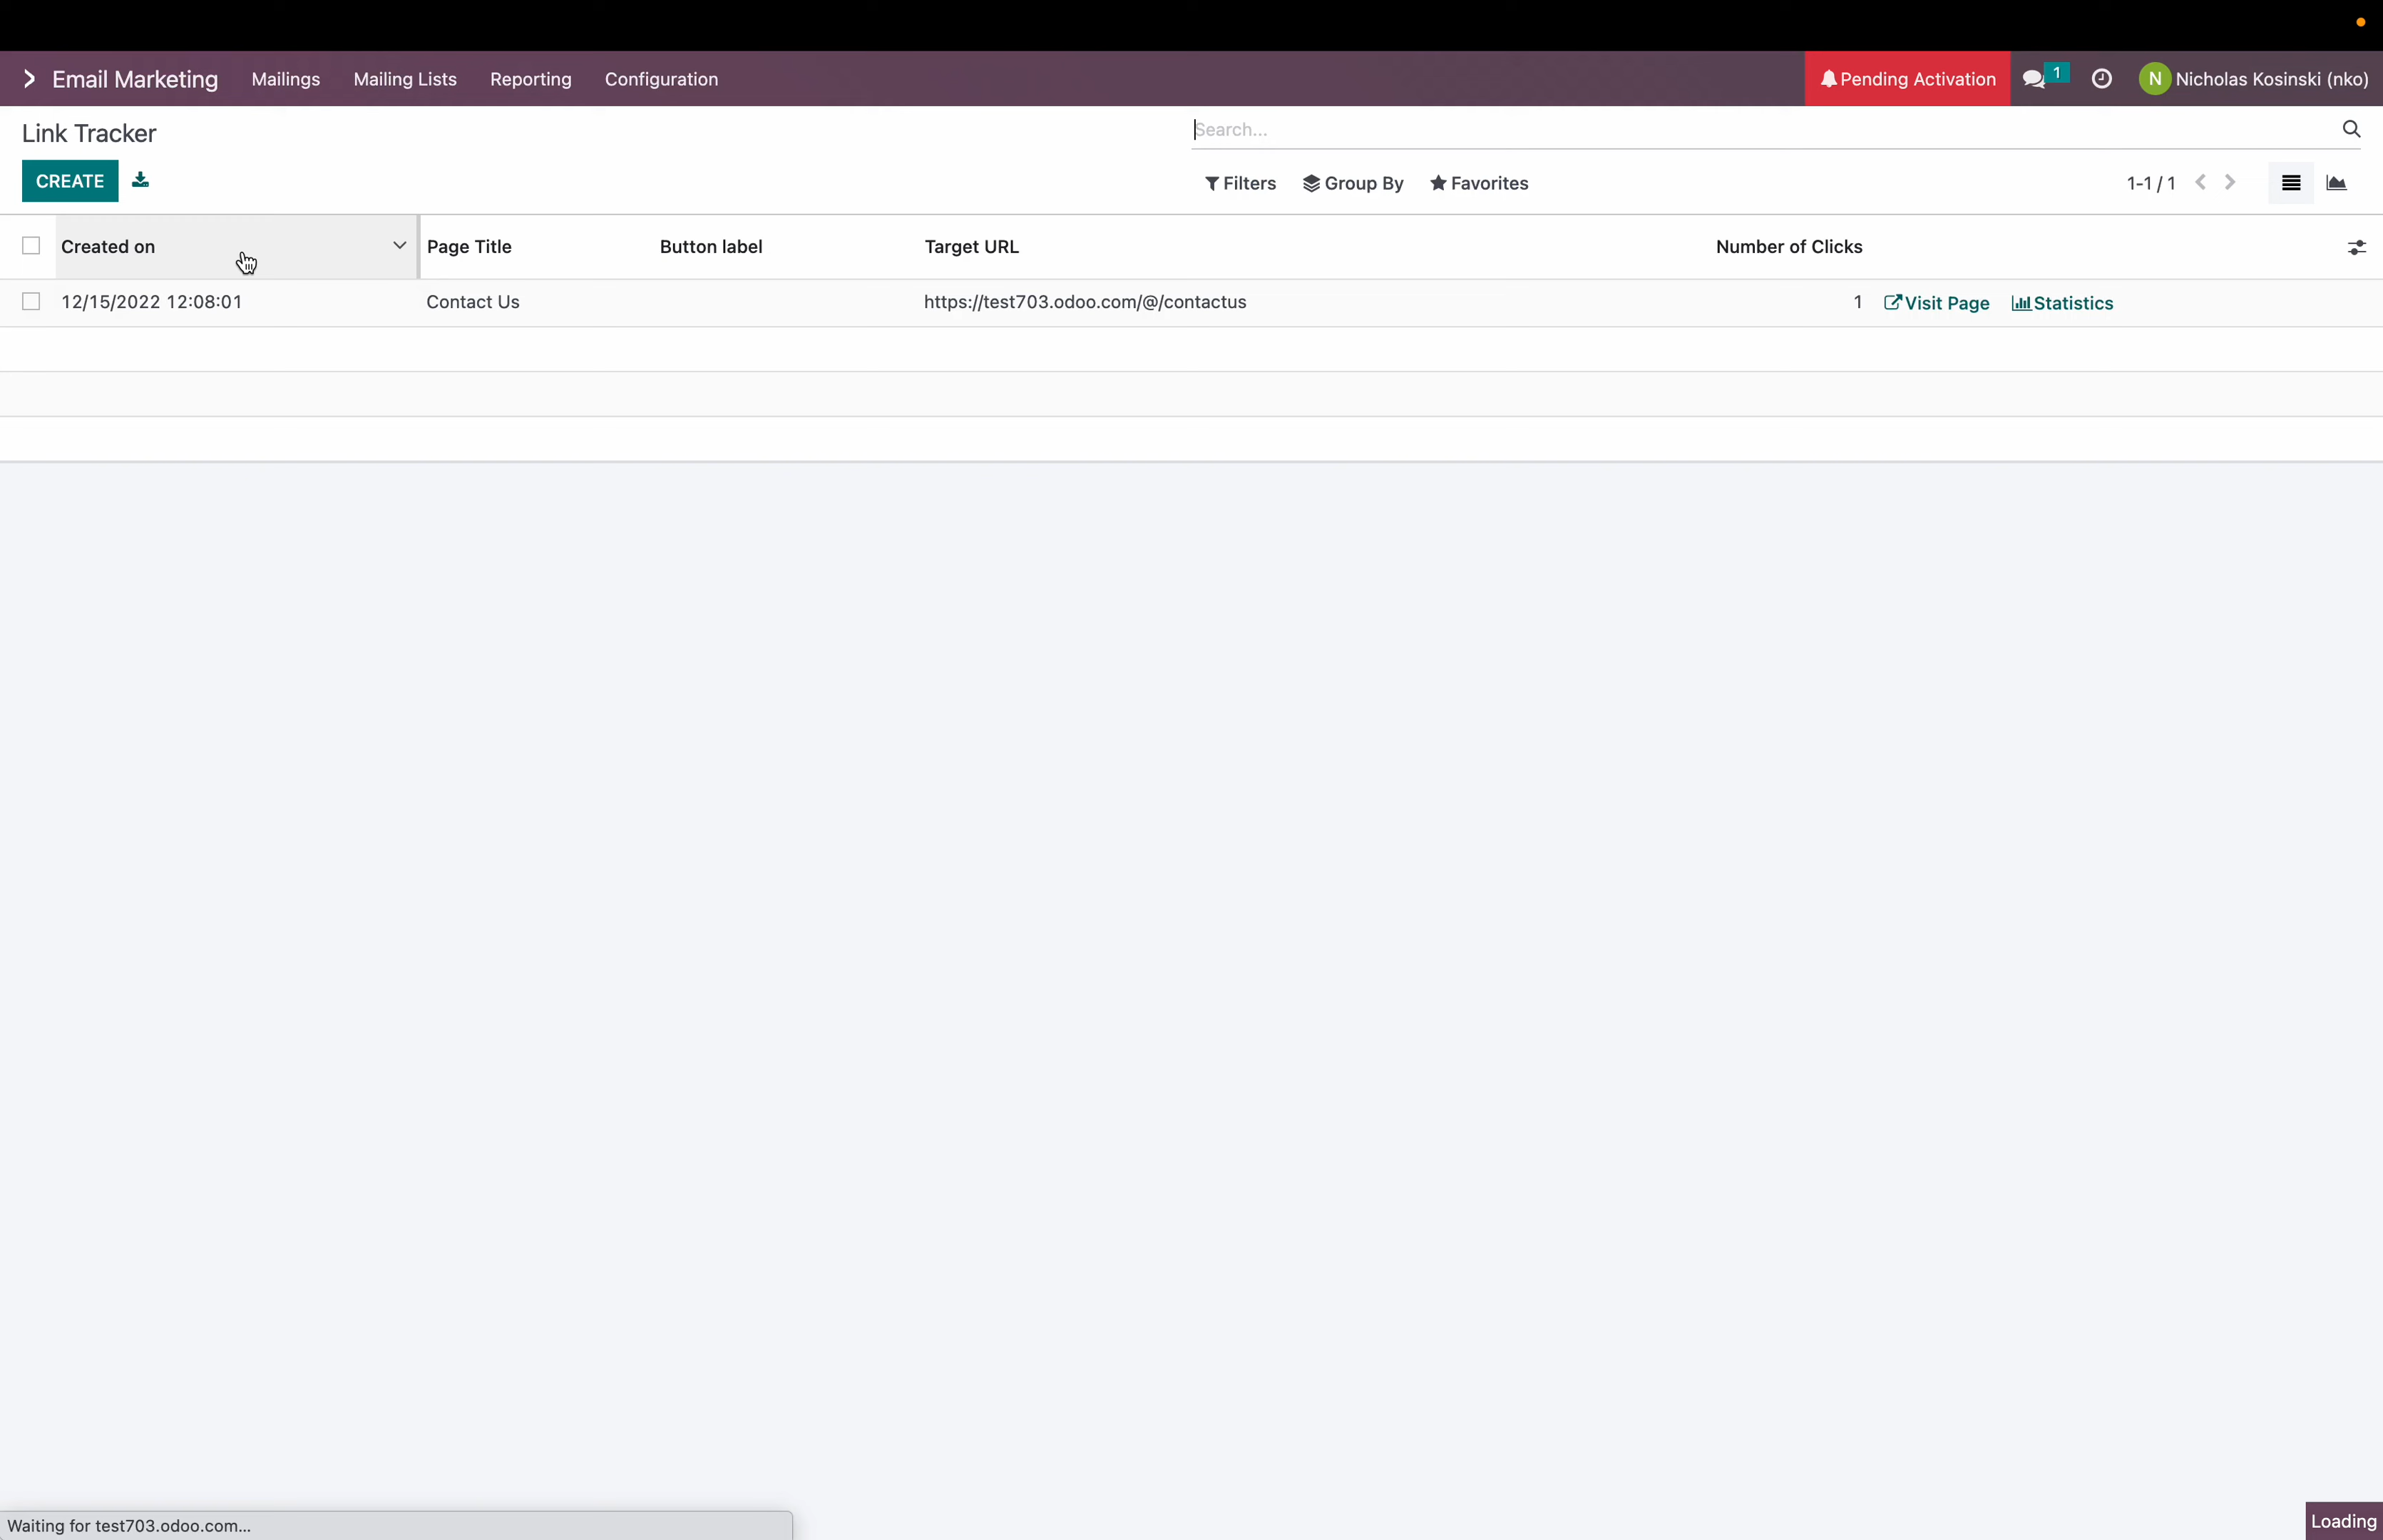 Email Marketing Mailings Mailing Lists Reporting Configuration Pending Activation 1 N Nicholas Kosinski (nko)
Link Tracker Search...
CREATE Filters Group By Favorites 1-1 / 1
Created on Page Title Button label Target URL Number of Clicks
12/15/2022 12:08:01 Contact Us https://test703.odoo.com/@/contactus 1 Visit Page Statistics
Waiting for test703.odoo.com... Loading